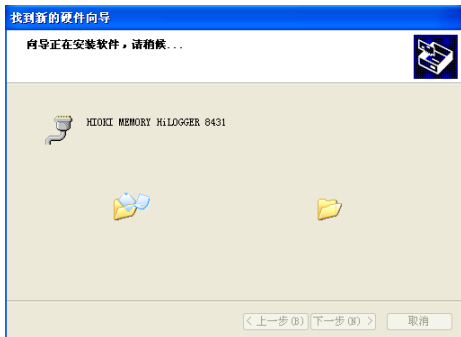 找到新的硬件向导
向导正在安装软件，请稍候...
HIOKI MEMORY HiLOGGER 8431
< 上一步(B) 下一步(N) > 取消